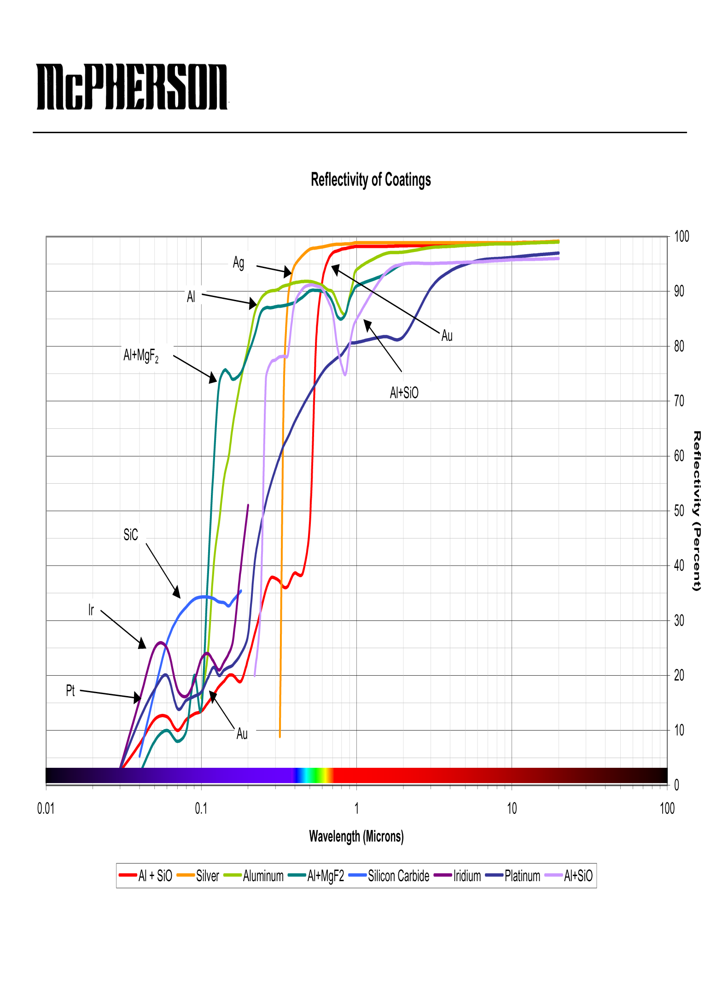 McPHERSON
Reflectivity of Coatings
Ag
Al
Al+MgF2
Au
Al+SiO
SiC
Ir
Pt
Au
100
90
80
70
60
50
40
30
20
10
0
Reflectivity (Percent)
0.01 0.1 1 10 100
Wavelength (Microns)
Al + SiO Silver Aluminum Al+MgF2 Silicon Carbide Iridium Platinum Al+SiO